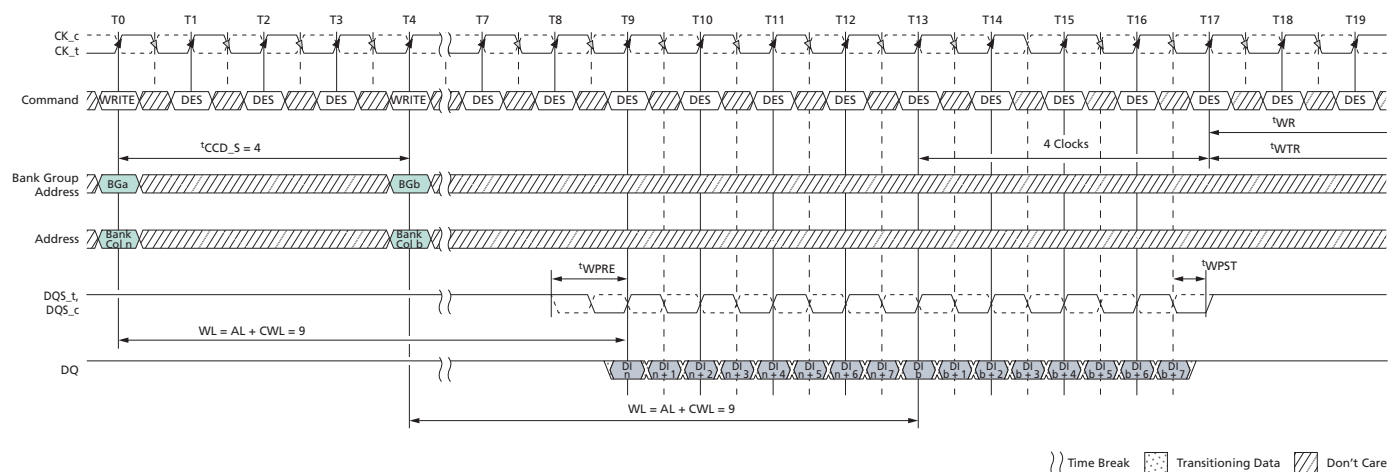 T0 T1 T2 T3 T4 T7 T8 T9 T10 T11 T12 T13 T14 T15 T16 T17 T18 T19
CK_c
CK_t
Command WRITE DES DES DES WRITE DES DES DES DES DES DES DES DES DES DES DES DES DES
tWR
tCCD_S = 4 4 Clocks tWTR
Bank Group
Address BGa BGb
Address Bank
Col n Bank
Col b
tWPRE tWPST
DQS_t,
DQS_c
WL = AL + CWL = 9
DQ DI
n DI
n + 1 DI
n + 2 DI
n + 3 DI
n + 4 DI
n + 5 DI
n + 6 DI
n + 7 DI
b DI
b + 1 DI
b + 2 DI
b + 3 DI
b + 4 DI
b + 5 DI
b + 6 DI
b + 7
WL = AL + CWL = 9
Time Break Transitioning Data Don't Care